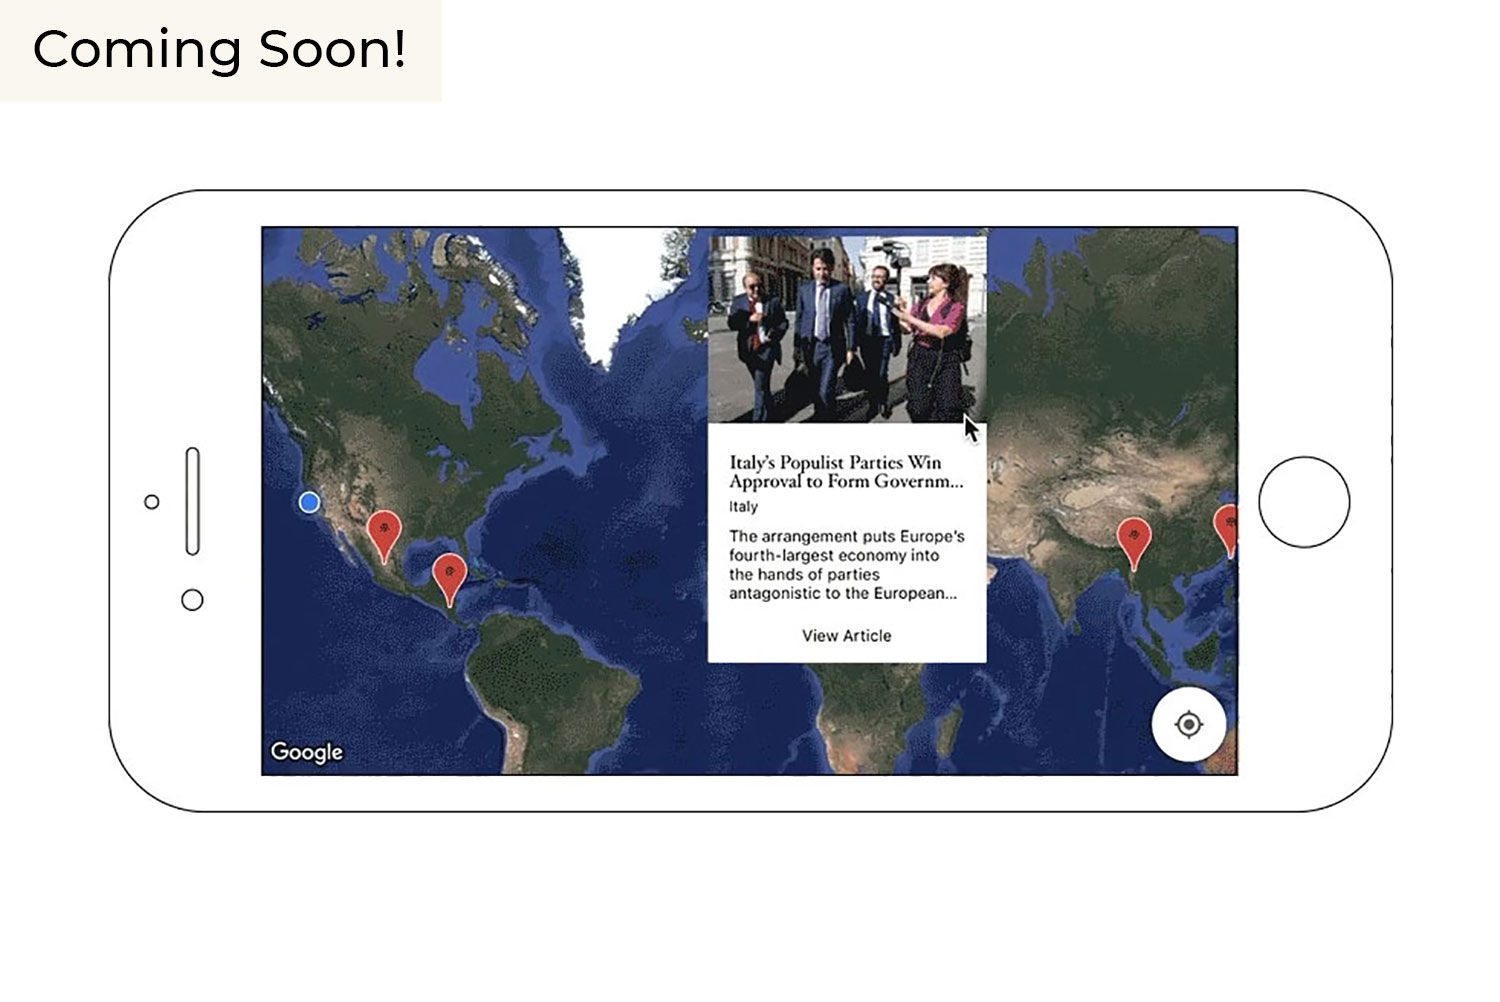 Coming Soon!
Italy's Populist Parties Win
Approval to Form Governm...
Italy
The arrangement puts Europe's
fourth-largest economy into
the hands of parties
antagonistic to the European...
View Article
Google